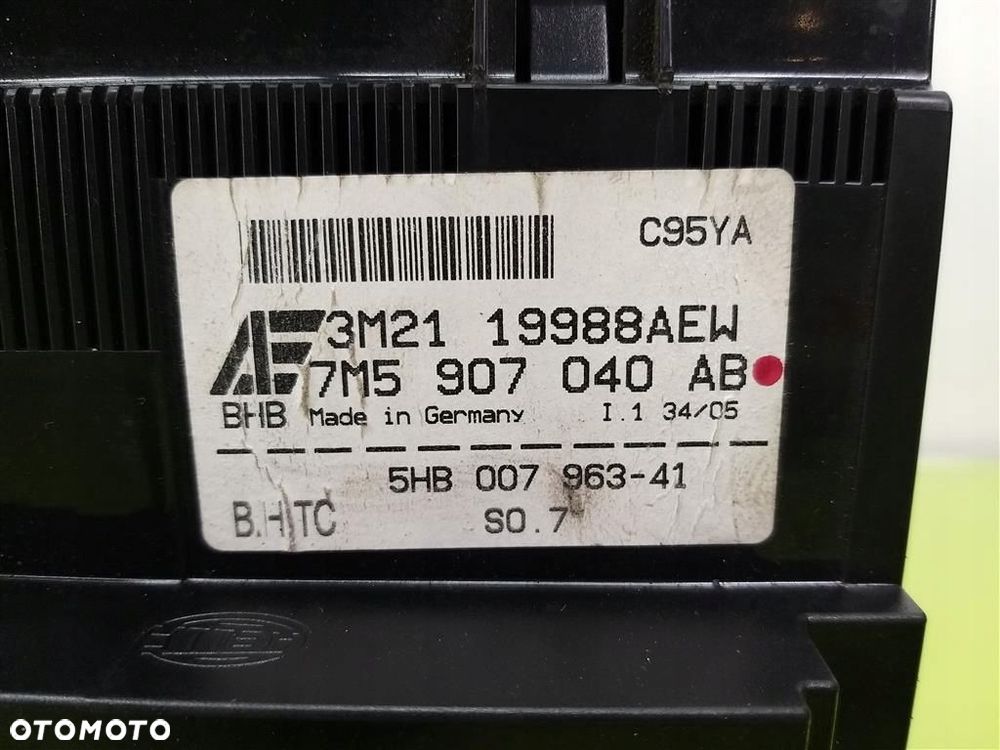 C95YA
3M21 19988AEW
7M5 907 040 AB
BHB Made in Germany I.1 34/05
5HB 007 963-41
B.H TC S0.7
OTOMOTO